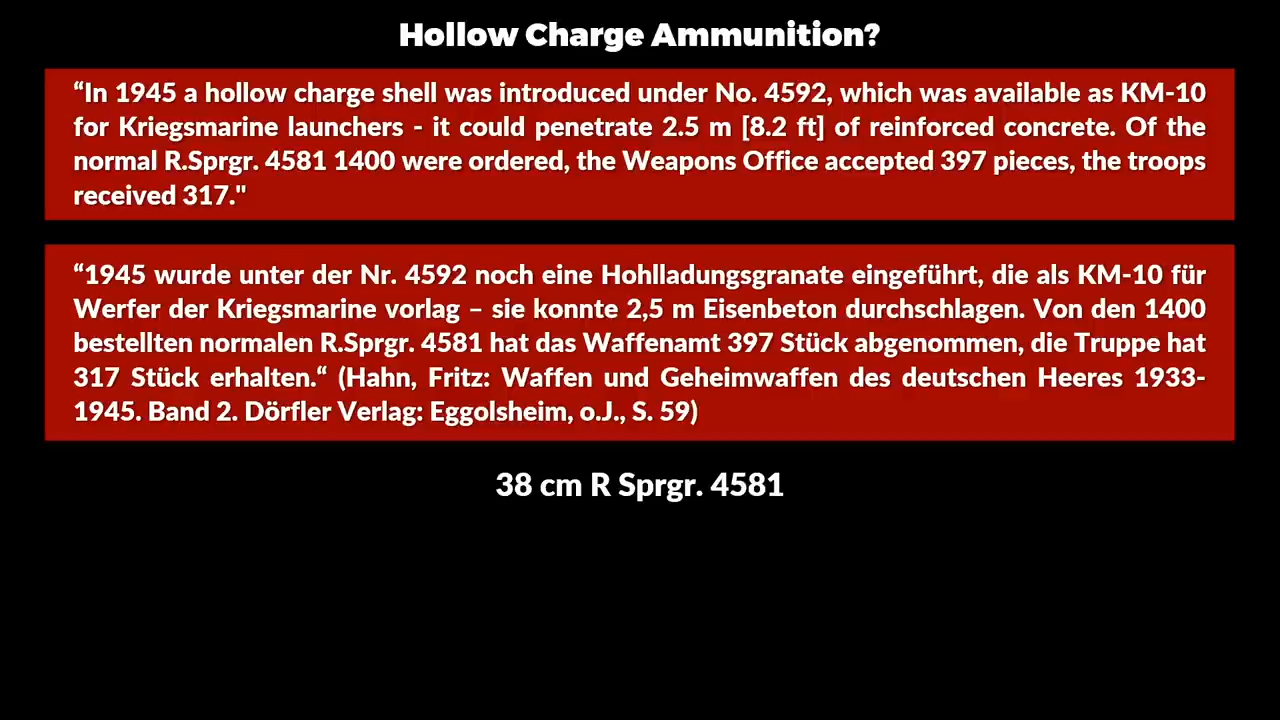 Hollow Charge Ammunition?
“In 1945 a hollow charge shell was introduced under No. 4592, which was available as KM-10
for Kriegsmarine launchers - it could penetrate 2.5 m [8.2 ft] of reinforced concrete. Of the
normal R.Sprgr. 4581 1400 were ordered, the Weapons Office accepted 397 pieces, the troops
received 317."
“1945 wurde unter der Nr. 4592 noch eine Hohlladungsgranate eingeführt, die als KM-10 für
Werfer der Kriegsmarine vorlag – sie konnte 2,5 m Eisenbeton durchschlagen. Von den 1400
bestellten normalen R.Sprgr. 4581 hat das Waffenamt 397 Stück abgenommen, die Truppe hat
317 Stück erhalten.“ (Hahn, Fritz: Waffen und Geheimwaffen des deutschen Heeres 1933-
1945. Band 2. Dörfler Verlag: Eggolsheim, o.J., S. 59)
38 cm R Sprgr. 4581